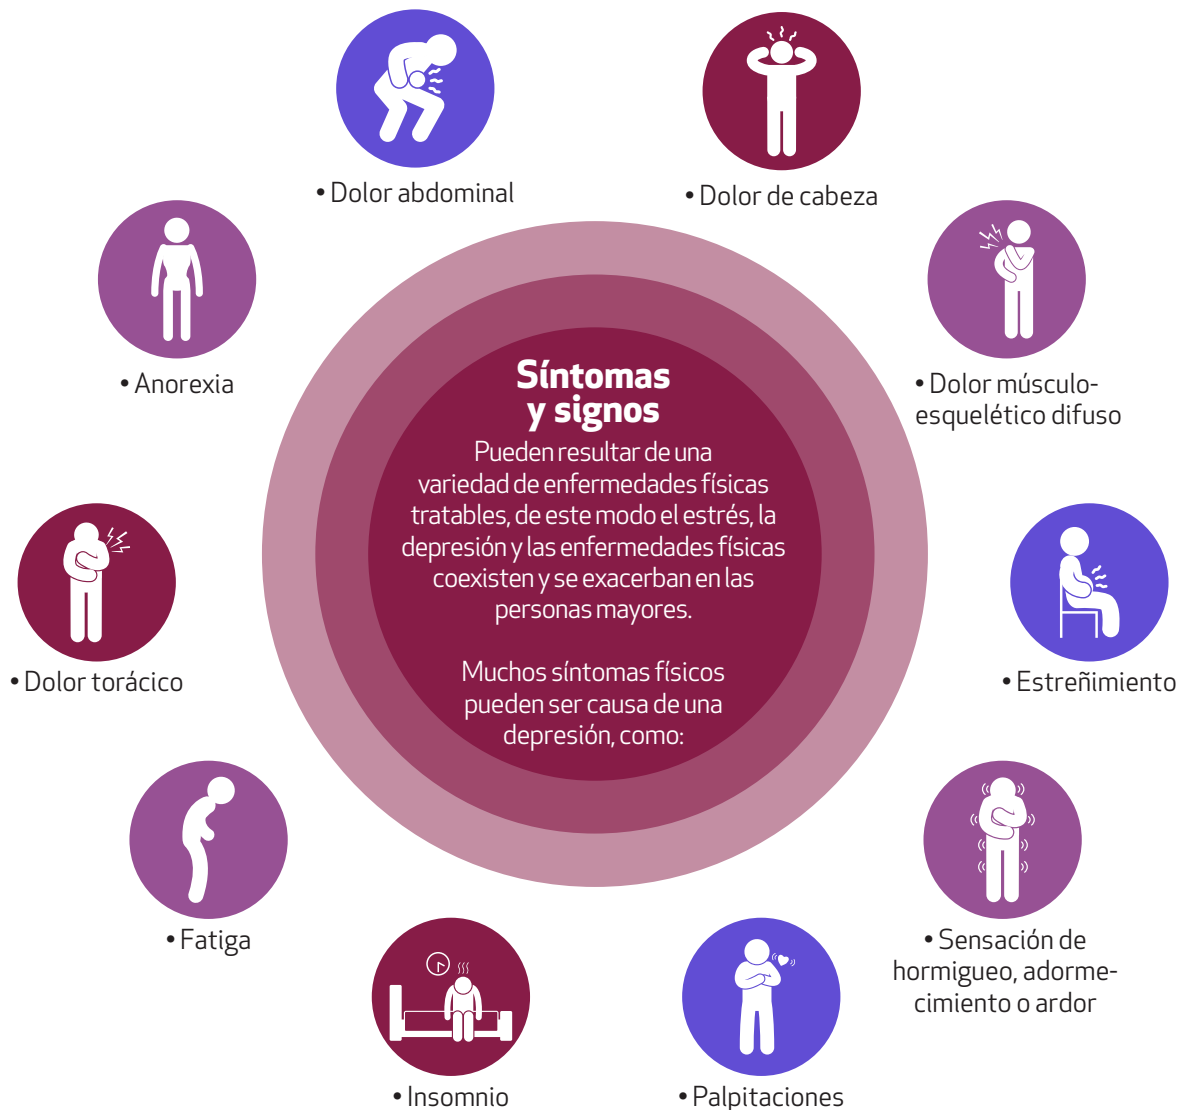 • Dolor abdominal
• Dolor de cabeza
• Anorexia
• Dolor músculo-
esquelético difuso
Síntomas
y signos
Pueden resultar de una
variedad de enfermedades físicas
tratables, de este modo el estrés, la
depresión y las enfermedades físicas
coexisten y se exacerban en las
personas mayores.
Muchos síntomas físicos
pueden ser causa de una
depresión, como:
• Dolor torácico
• Estreñimiento
• Fatiga
• Sensación de
hormigueo, adorme-
cimiento o ardor
• Insomnio
• Palpitaciones